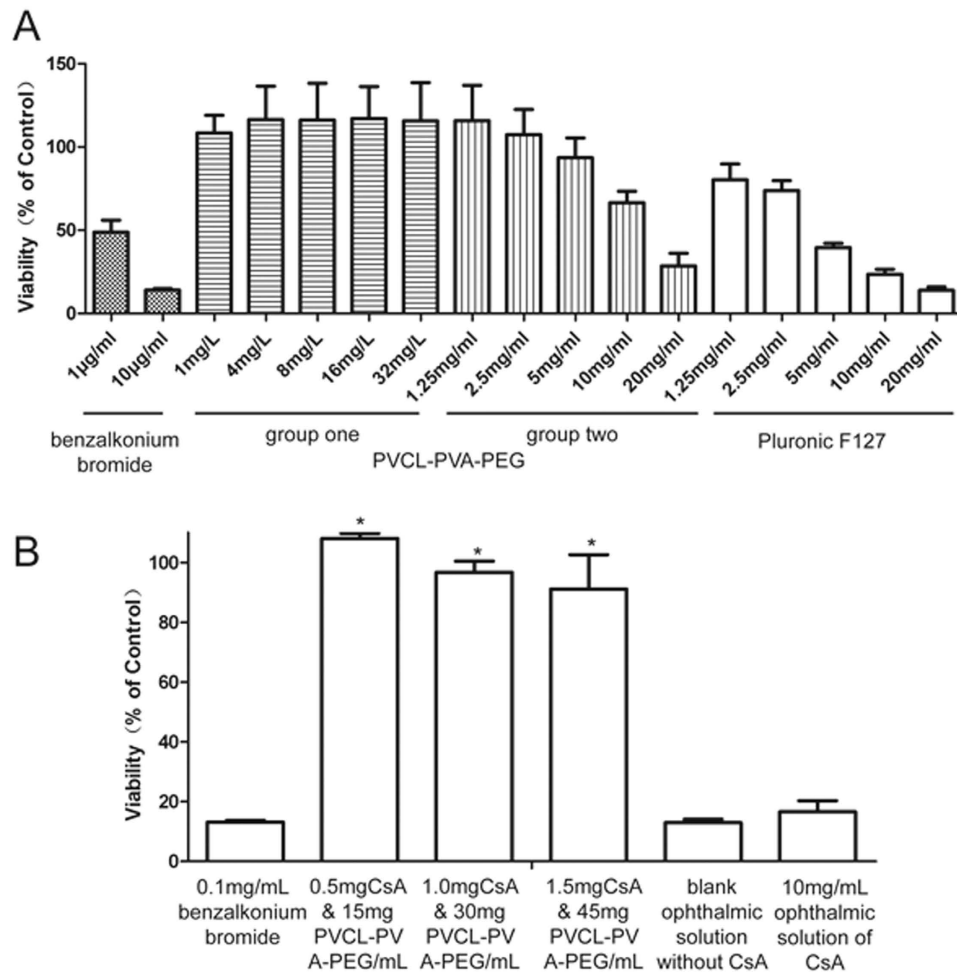 A
150
100
50
0
Viability (% of Control)
1μg/ml
10μg/ml
1mg/L
4mg/L
8mg/L
16mg/L
32mg/L
1.25mg/ml
2.5mg/ml
5mg/ml
10mg/ml
20mg/ml
1.25mg/ml
2.5mg/ml
5mg/ml
10mg/ml
20mg/ml
benzalkonium
bromide
group one
group two
PVCL-PVA-PEG
Pluronic F127
B
100
80
60
40
20
0
Viability (% of Control)
*
*
*
0.1mg/mL
benzalkonium
bromide
0.5mgCsA
& 15mg
PVCL-PV
A-PEG/mL
1.0mgCsA
& 30mg
PVCL-PV
A-PEG/mL
1.5mgCsA
& 45mg
PVCL-PV
A-PEG/mL
blank
ophthalmic
solution
without CsA
10mg/mL
ophthalmic
solution of
CsA